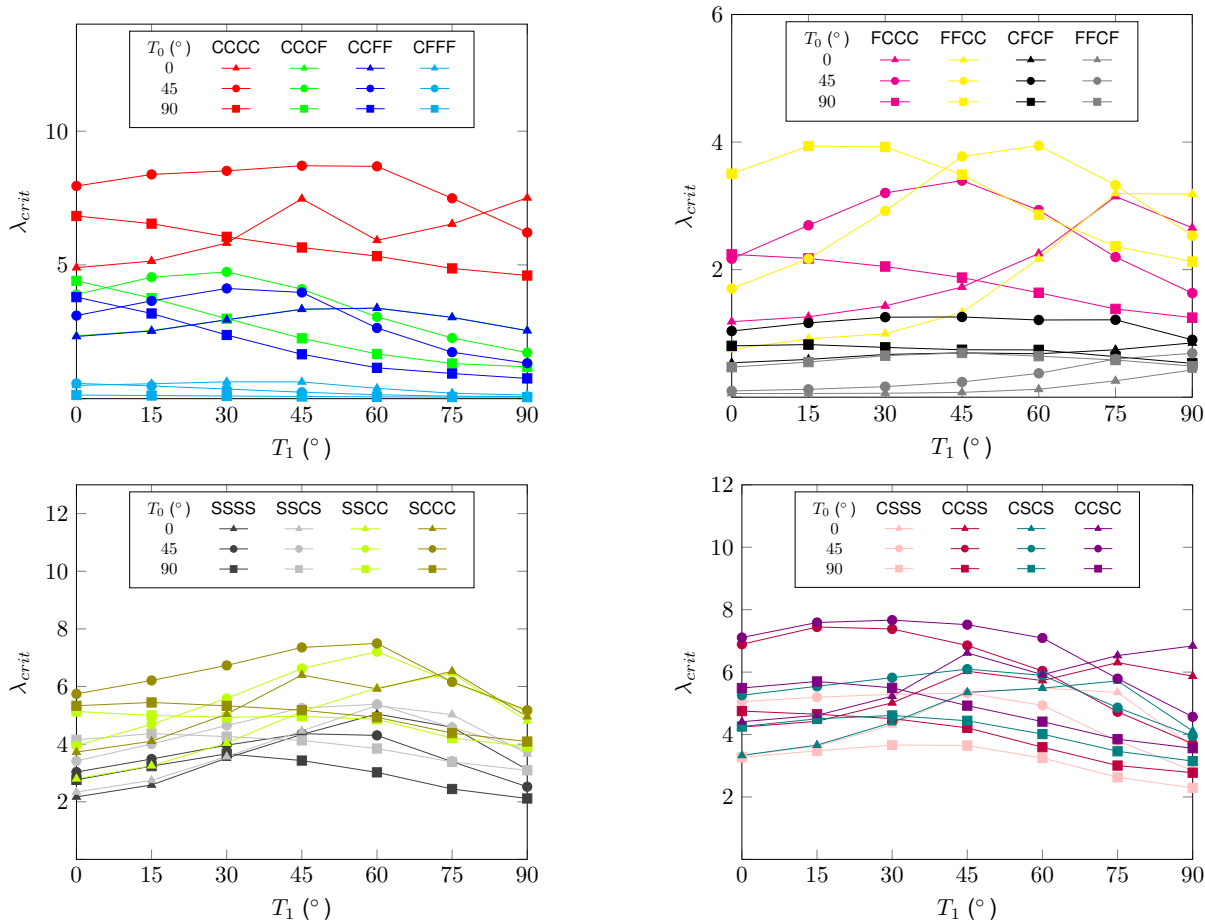 T₀ (°) CCCC CCCF CCFF CFFF
0
45
90
10
5
λcrit
0 15 30 45 60 75 90
T₁ (°)
6
T₀ (°) FCCC FFCC CFCF FFCF
0
45
90
4
2
λcrit
0 15 30 45 60 75 90
T₁ (°)
12
T₀ (°) SSSS SSCS SSCC SCCC
0
45
90
10
8
6
4
2
λcrit
0 15 30 45 60 75 90
T₁ (°)
12
T₀ (°) CSSS CCSS CSCS CCSC
0
45
90
10
8
6
4
2
λcrit
0 15 30 45 60 75 90
T₁ (°)